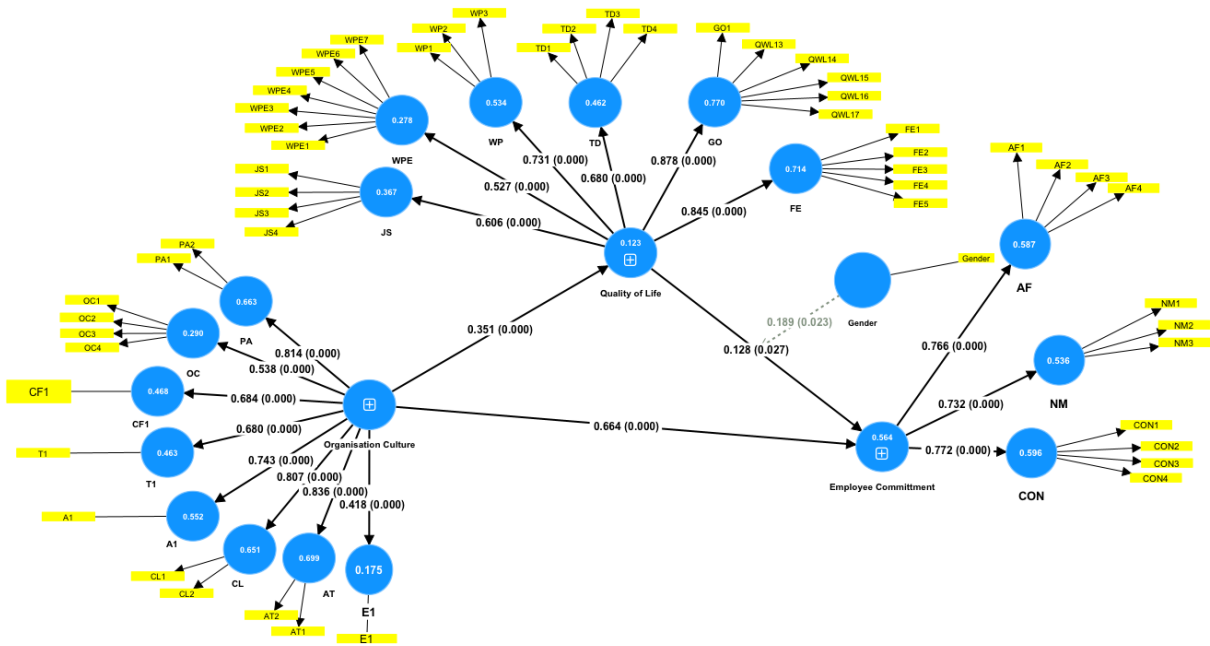 WP3
WP2
WP1
TD3
TD2
TD4
TD1
GO1
QWL13
QWL14
QWL15
QWL16
QWL17
WPE7
WPE6
WPE5
WPE4
WPE3
WPE2
WPE1
0.278
WPE
0.534
WP
0.462
TD
0.770
GO
FE1
FE2
FE3
FE4
FE5
0.714
FE
JS1
JS2
JS3
JS4
0.367
JS
0.731 (0.000)
0.527 (0.000)
0.680 (0.000)
0.878 (0.000)
0.845 (0.000)
0.606 (0.000)
0.123
Quality of Life
AF1
AF2
AF3
AF4
0.587
AF
Gender
Gender
0.189 (0.023)
0.128 (0.027)
PA2
PA1
0.663
PA
OC1
OC2
OC3
OC4
0.290
OC
0.351 (0.000)
0.814 (0.000)
0.538 (0.000)
NM1
NM2
NM3
0.536
NM
0.766 (0.000)
0.732 (0.000)
CF1
0.468
CF1
0.684 (0.000)
Organisation Culture
0.664 (0.000)
0.564
Employee Committment
0.772 (0.000)
0.596
CON
CON1
CON2
CON3
CON4
T1
0.463
T1
0.680 (0.000)
0.743 (0.000)
0.807 (0.000)
0.836 (0.000)
0.418 (0.000)
A1
0.552
A1
0.651
CL
CL1
CL2
0.699
AT
AT2
AT1
0.175
E1
E1